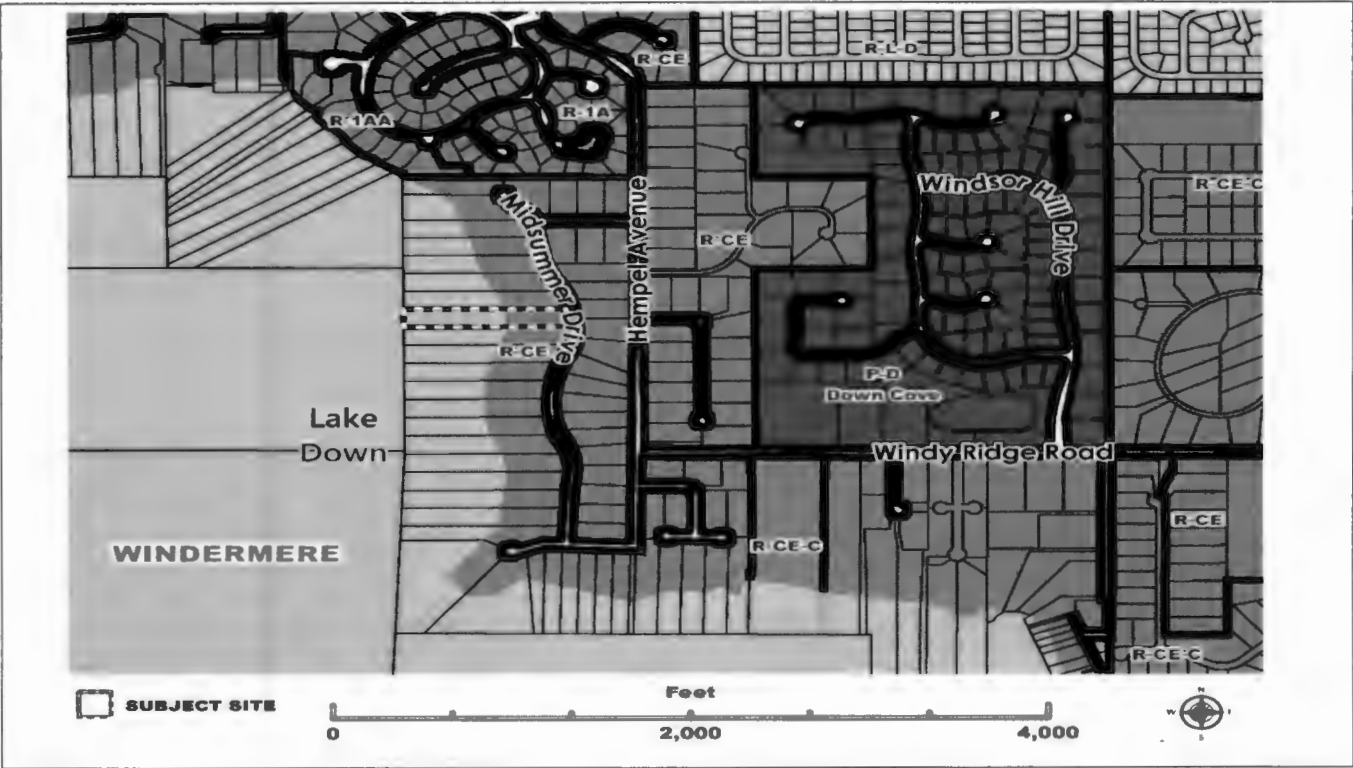 R-L-D
R-CE
R-1AA
R-1A
Windsor Hill Drive
R-CE-C
Midsummer Drive
Hempel Avenue
R-CE
R-CE
P-D
Down Cove
Lake
Down
Windy Ridge Road
WINDERMERE
R-CE-C
R-CE
R-CE-C
SUBJECT SITE
Feet
0
2,000
4,000
N
W
S